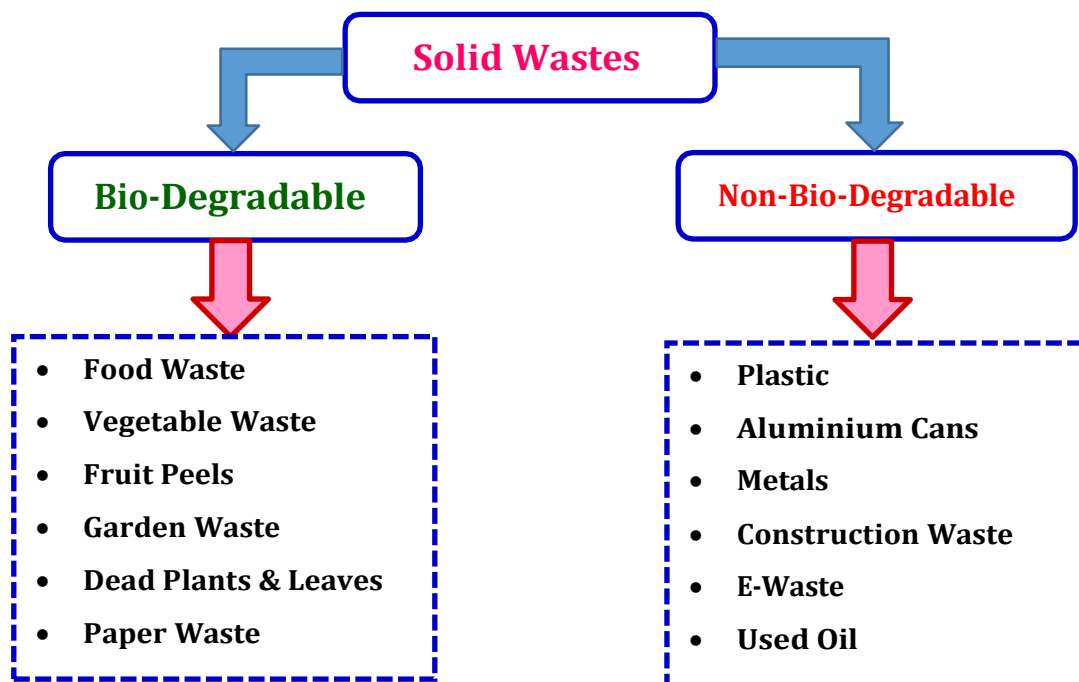 Solid Wastes
Bio-Degradable
Non-Bio-Degradable
• Food Waste
• Vegetable Waste
• Fruit Peels
• Garden Waste
• Dead Plants & Leaves
• Paper Waste
• Plastic
• Aluminium Cans
• Metals
• Construction Waste
• E-Waste
• Used Oil